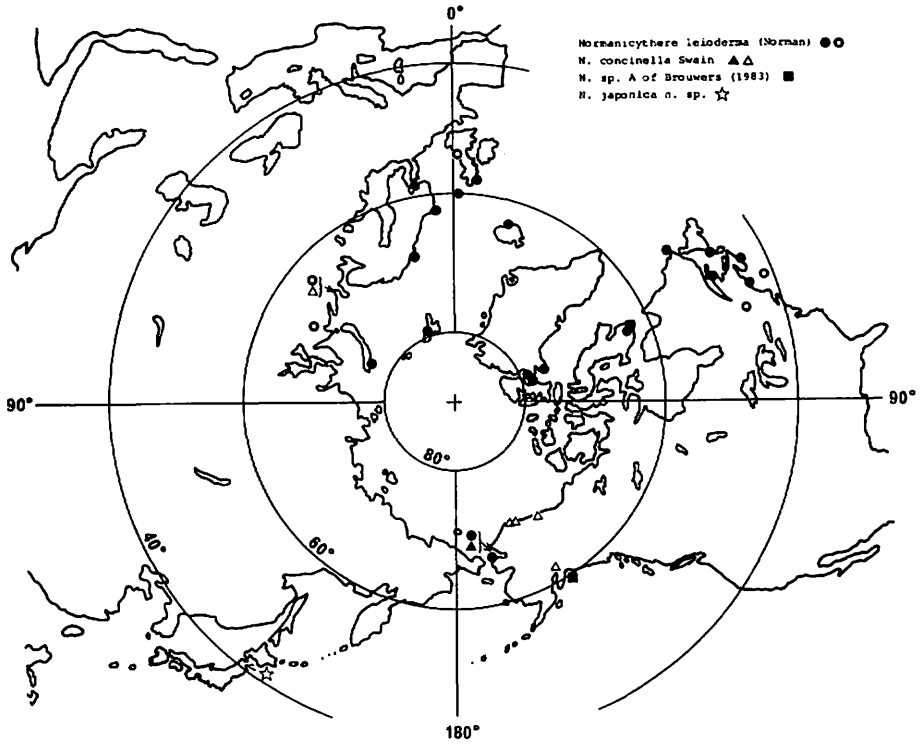 0°
Normanicythere leioderma (Norman) ●○
N. concinella Swain ▲△
N. sp. A of Brouwers (1983) ■
N. japonica n. sp. ☆
90°
90°
80°
60°
40°
180°